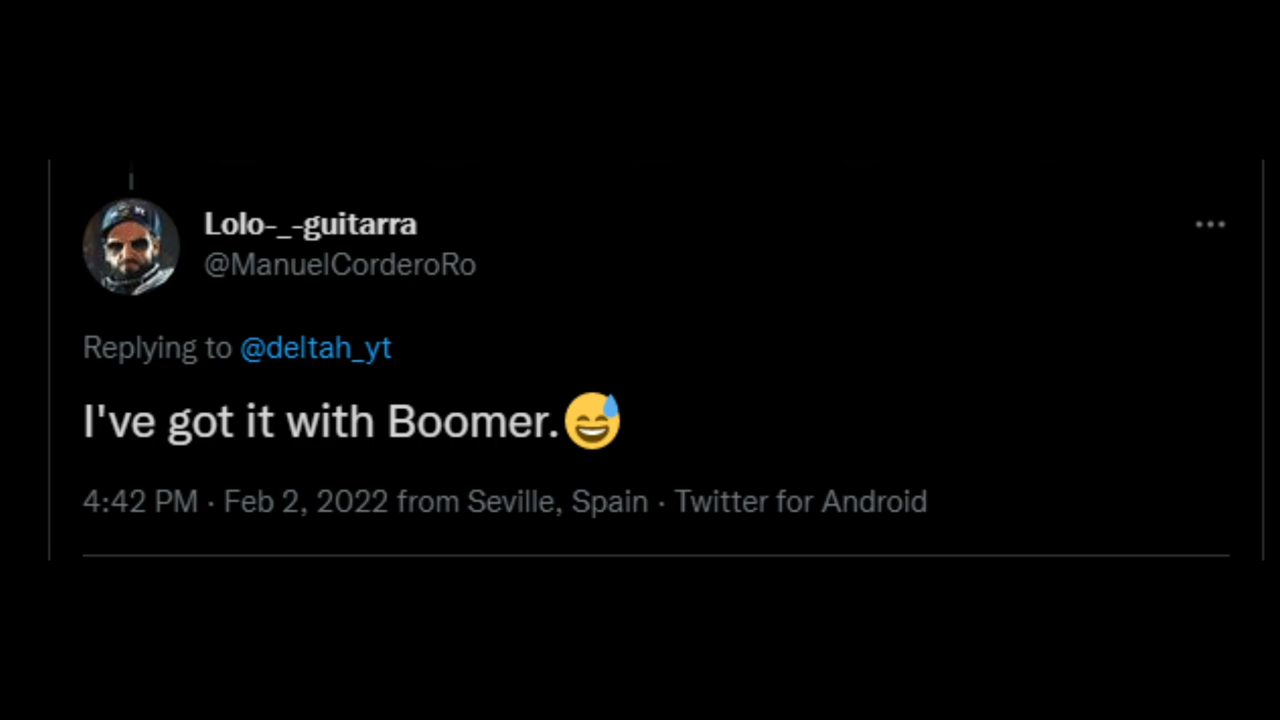 Lolo-_-guitarra
@ManuelCorderoRo
Replying to @deltah_yt
I've got it with Boomer.😅
4:42 PM · Feb 2, 2022 from Seville, Spain · Twitter for Android